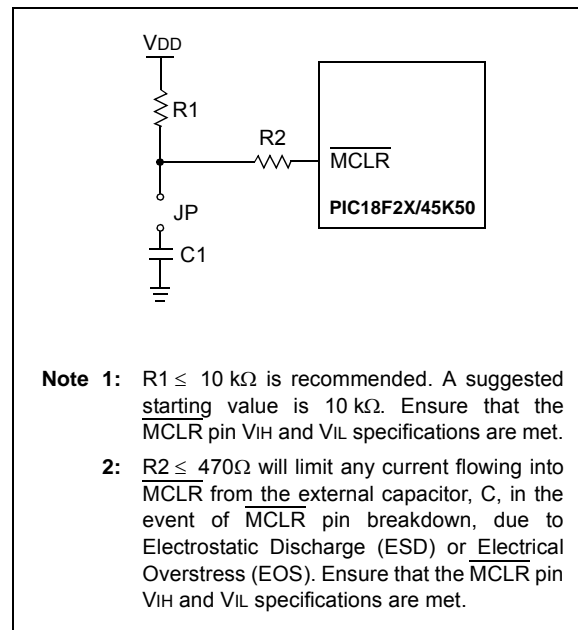 VDD
R1
R2
MCLR
PIC18F2X/45K50
JP
C1
Note 1: R1 ≤ 10 kΩ is recommended. A suggested
starting value is 10 kΩ. Ensure that the
MCLR pin VIH and VIL specifications are met.
2: R2 ≤ 470Ω will limit any current flowing into
MCLR from the external capacitor, C, in the
event of MCLR pin breakdown, due to
Electrostatic Discharge (ESD) or Electrical
Overstress (EOS). Ensure that the MCLR pin
VIH and VIL specifications are met.